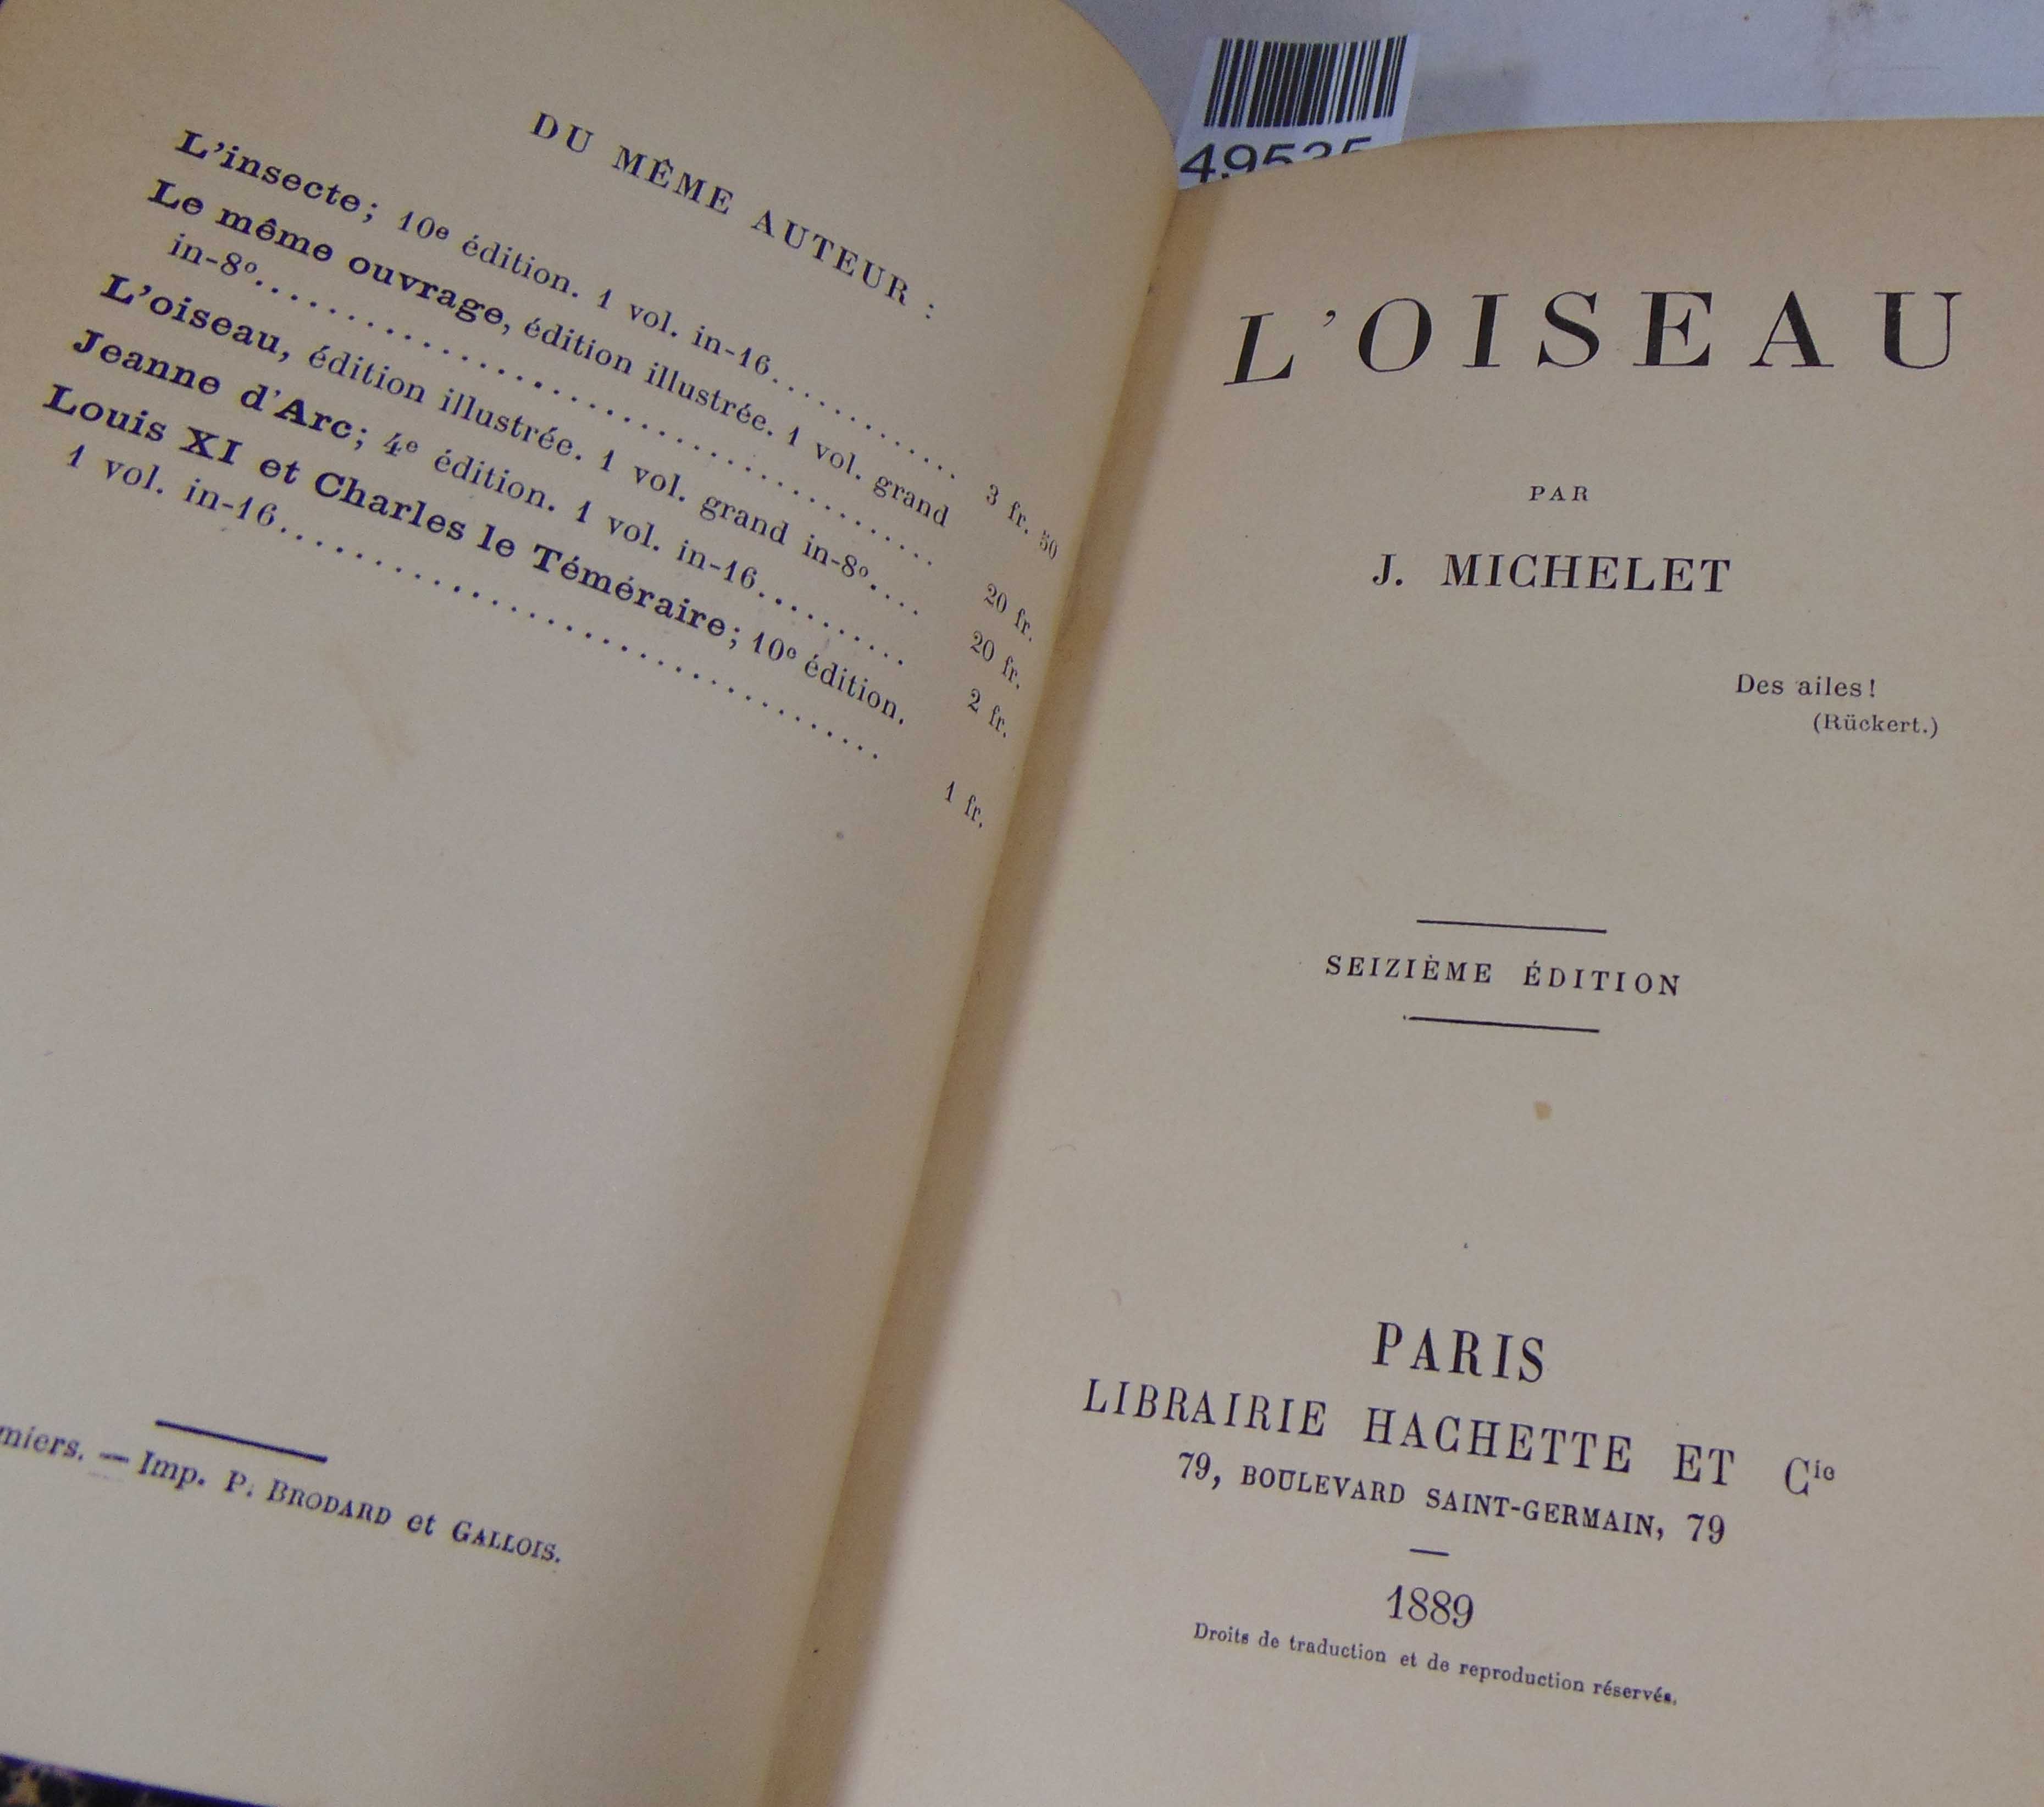 DU MÊME AUTEUR :
L'insecte; 10e édition. 1 vol. in-16............ 3 fr. 50
Le même ouvrage, édition illustrée. 1 vol. grand
in-8º........................................ 20 fr.
L'oiseau, édition illustrée. 1 vol. grand in-8º.... 20 fr.
Jeanne d'Arc; 4e édition. 1 vol. in-16.......... 2 fr.
Louis XI et Charles le Téméraire; 10e édition.
1 vol. in-16.................................... 1 fr.
Imp. P. BRODARD et GALLOIS.
49535
L'OISEAU
PAR
J. MICHELET
Des ailes!
(Rückert.)
SEIZIÈME ÉDITION
PARIS
LIBRAIRIE HACHETTE ET Cie
79, BOULEVARD SAINT-GERMAIN, 79
1889
Droits de traduction et de reproduction réservés.